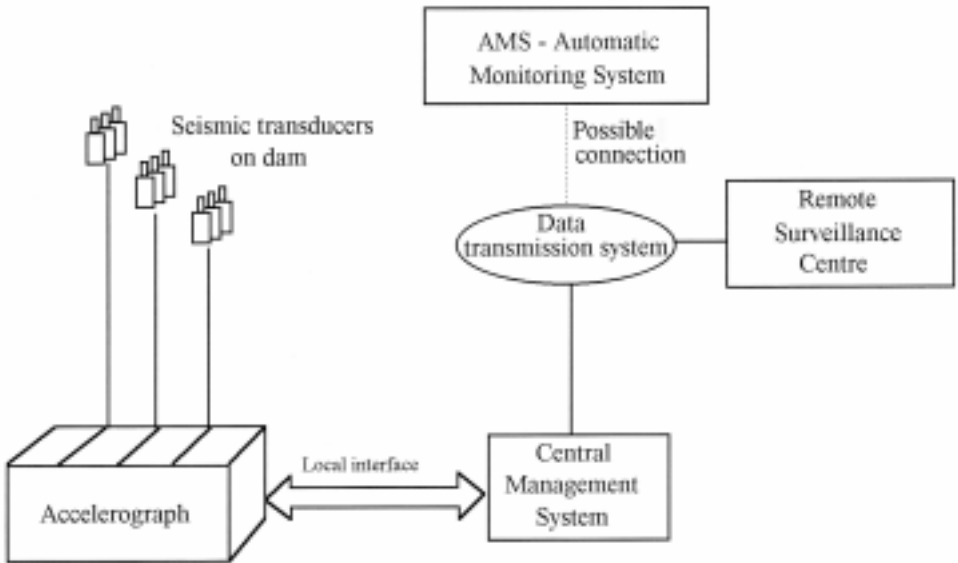 AMS - Automatic
Monitoring System
Seismic transducers
on dam
Possible
connection
Data
transmission system
Remote
Surveillance
Centre
Local interface
Central
Management
System
Accelerograph